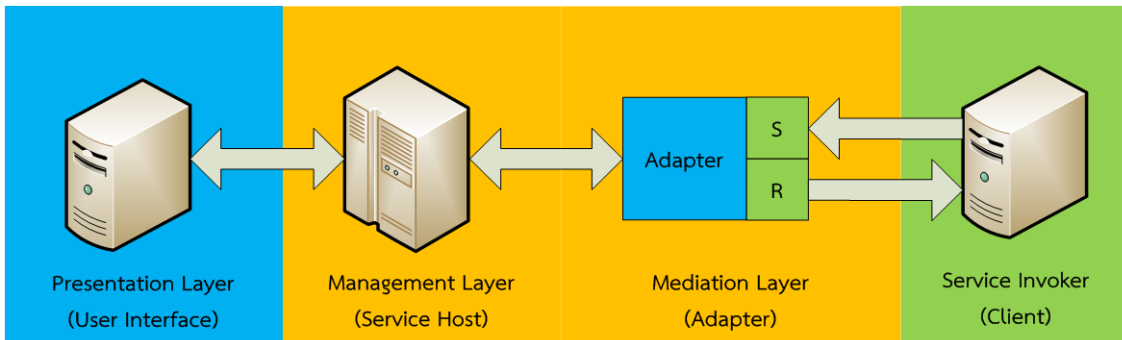 Adapter
S
R
Presentation Layer
(User Interface)
Management Layer
(Service Host)
Mediation Layer
(Adapter)
Service Invoker
(Client)